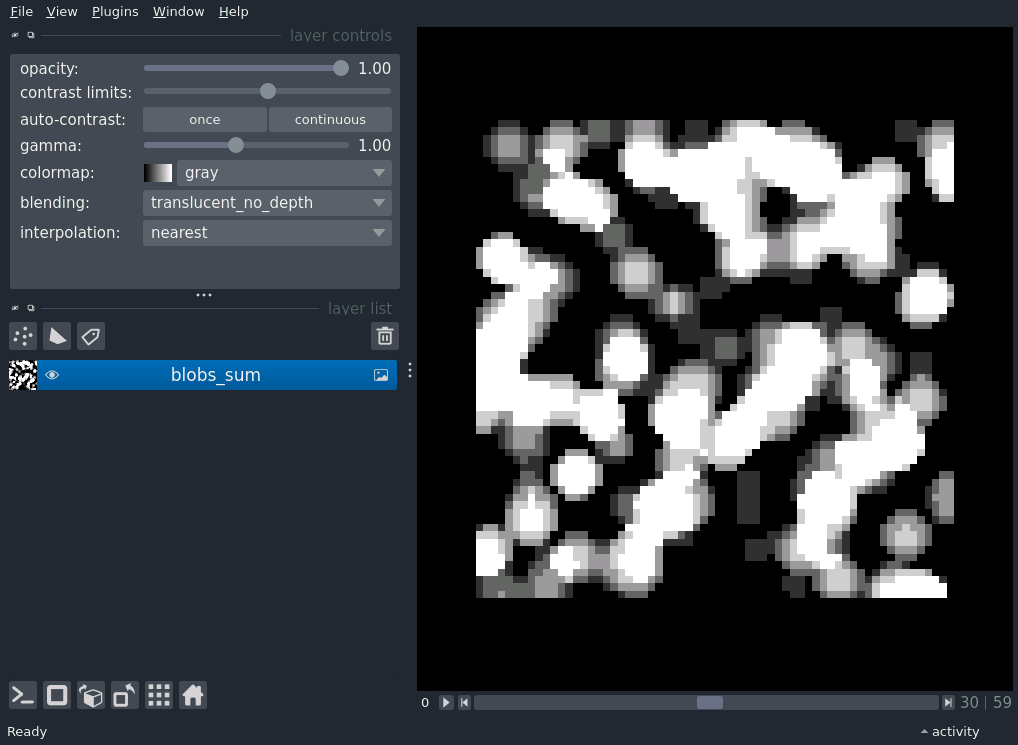 File View Plugins Window Help
layer controls
opacity: 1.00
contrast limits:
auto-contrast: once continuous
gamma: 1.00
colormap: gray
blending: translucent_no_depth
interpolation: nearest
layer list
blobs_sum
0 30 | 59
Ready activity